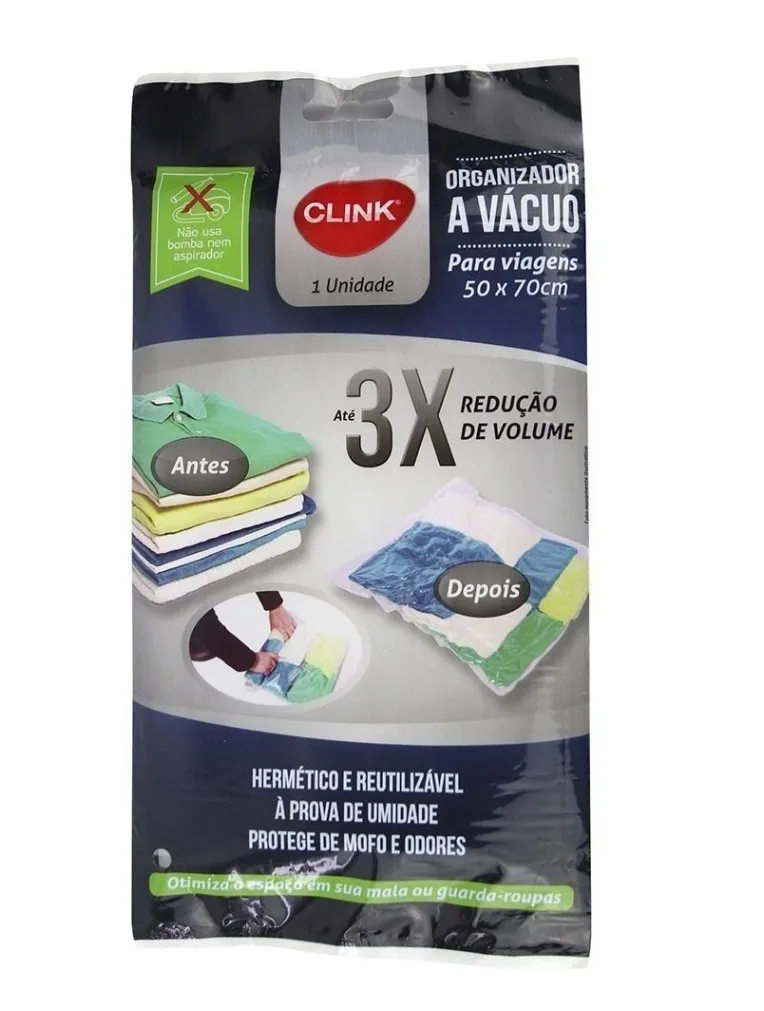 ORGANIZADOR
A VÁCUO
Para viagens
50 x 70cm
CLINK®
1 Unidade
Não usa
bomba nem
aspirador
Até 3X REDUÇÃO
DE VOLUME
Antes
Depois
HERMÉTICO E REUTILIZÁVEL
À PROVA DE UMIDADE
PROTEGE DE MOFO E ODORES
Otimiza o espaço em sua mala ou guarda-roupas